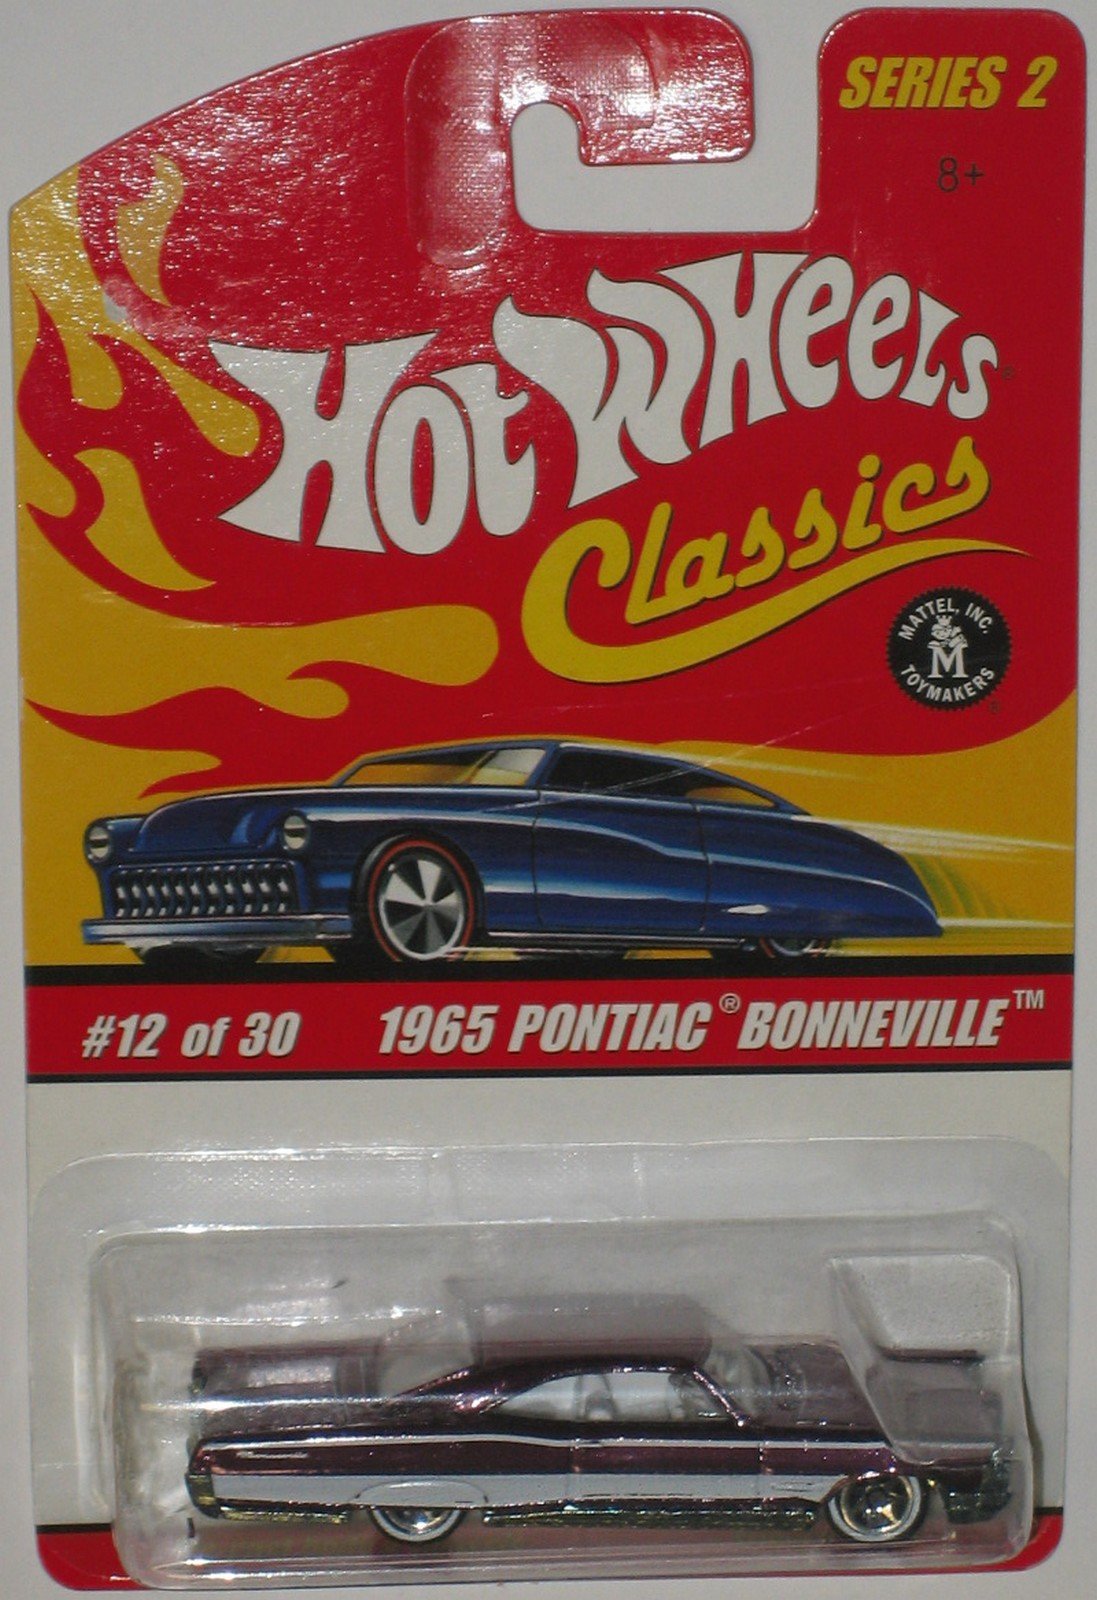 SERIES 2
8+
HOT WHEELS®
Classics
MATTEL, INC.
M
TOYMAKERS
®
#12 of 30 1965 PONTIAC® BONNEVILLE™